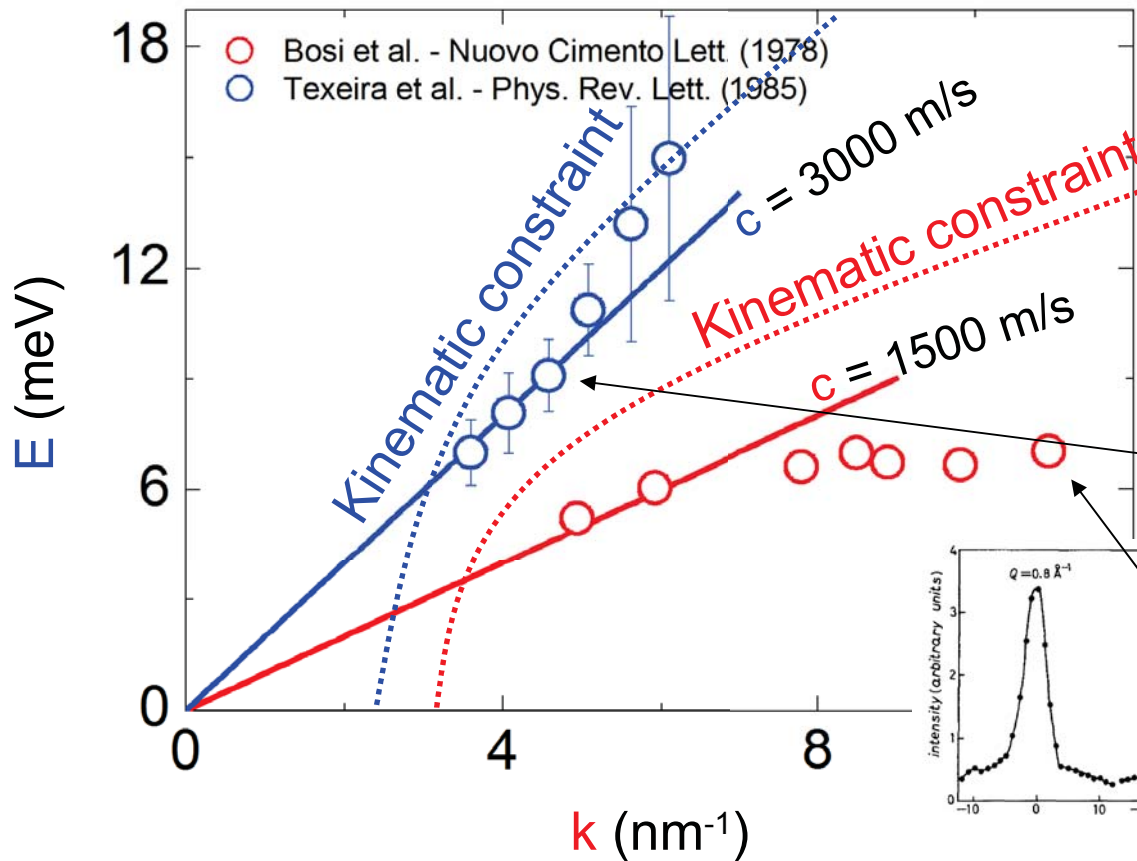 18
12
6
0
0
4
8
E (meV)
k (nm-1)
Bosi et al. - Nuovo Cimento Lett. (1978)
Texeira et al. - Phys. Rev. Lett. (1985)
Kinematic constraint
c = 3000 m/s
Kinematic constraint
c = 1500 m/s
Q=0.8 Å-1
intensity (arbitrary units)
4
3
2
1
0
-10
0
10